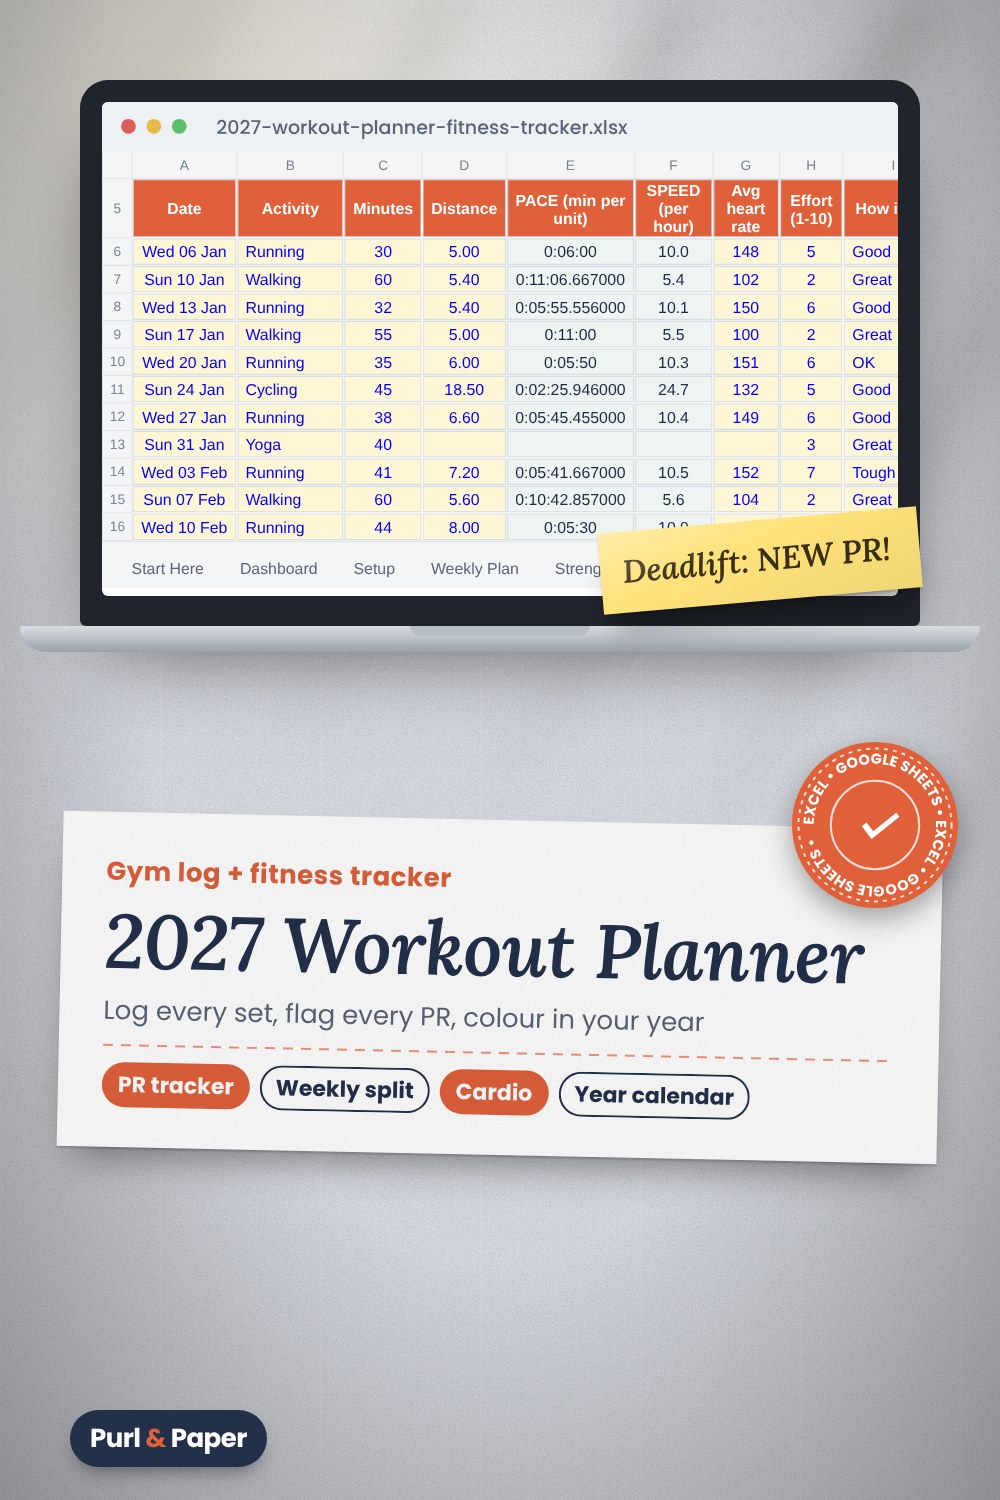 2027-workout-planner-fitness-tracker.xlsx
A B C D E F G H I
5 Date Activity Minutes Distance PACE (min per unit) SPEED (per hour) Avg heart rate Effort (1-10) How i
6 Wed 06 Jan Running 30 5.00 0:06:00 10.0 148 5 Good
7 Sun 10 Jan Walking 60 5.40 0:11:06.667000 5.4 102 2 Great
8 Wed 13 Jan Running 32 5.40 0:05:55.556000 10.1 150 6 Good
9 Sun 17 Jan Walking 55 5.00 0:11:00 5.5 100 2 Great
10 Wed 20 Jan Running 35 6.00 0:05:50 10.3 151 6 OK
11 Sun 24 Jan Cycling 45 18.50 0:02:25.946000 24.7 132 5 Good
12 Wed 27 Jan Running 38 6.60 0:05:45.455000 10.4 149 6 Good
13 Sun 31 Jan Yoga 40 3 Great
14 Wed 03 Feb Running 41 7.20 0:05:41.667000 10.5 152 7 Tough
15 Sun 07 Feb Walking 60 5.60 0:10:42.857000 5.6 104 2 Great
16 Wed 10 Feb Running 44 8.00 0:05:30
Start Here Dashboard Setup Weekly Plan Streng
Deadlift: NEW PR!
EXCEL • GOOGLE SHEETS • EXCEL • GOOGLE SHEETS •
Gym log + fitness tracker
2027 Workout Planner
Log every set, flag every PR, colour in your year
PR tracker Weekly split Cardio Year calendar
Purl & Paper